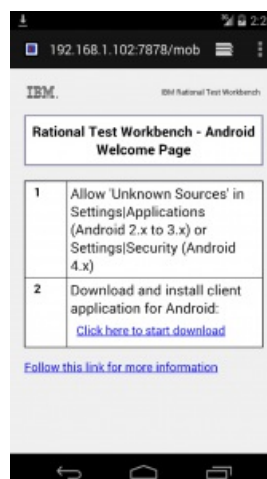 2:2
192.168.1.102:7878/mob
IBM.
IBM Rational Test Workbench
Rational Test Workbench - Android
Welcome Page
1
Allow 'Unknown Sources' in
Settings|Applications
(Android 2.x to 3.x) or
Settings|Security (Android
4.x)
2
Download and install client
application for Android:
Click here to start download
Follow this link for more information